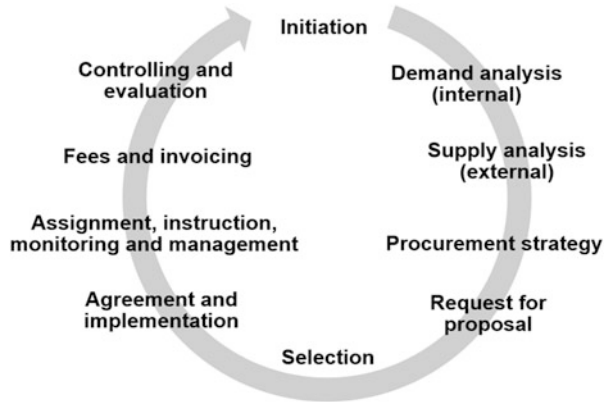 Initiation
Demand analysis
(internal)
Supply analysis
(external)
Procurement strategy
Request for
proposal
Selection
Agreement and
implementation
Assignment, instruction,
monitoring and management
Fees and invoicing
Controlling and
evaluation